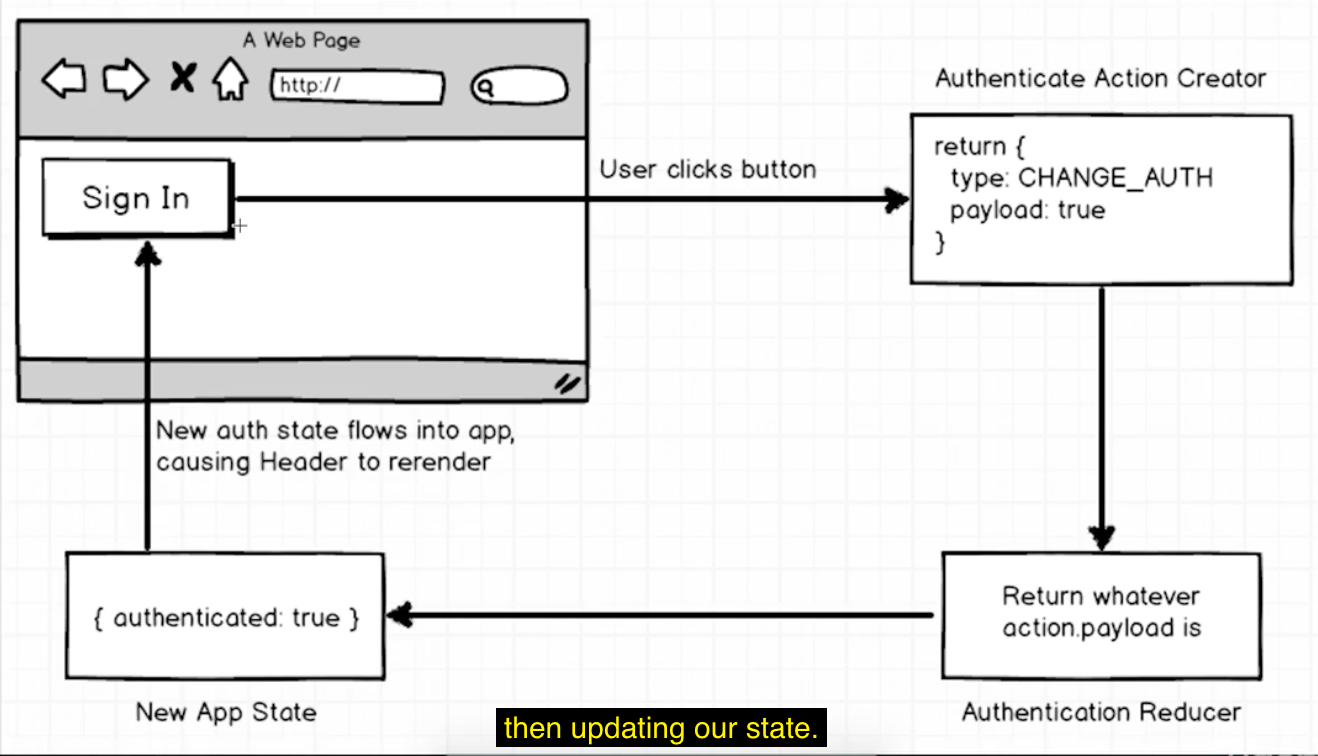 A Web Page
http://
Sign In
User clicks button
Authenticate Action Creator
return {
type: CHANGE_AUTH
payload: true
}
New auth state flows into app,
causing Header to rerender
{ authenticated: true }
New App State
Return whatever
action.payload is
Authentication Reducer
then updating our state.